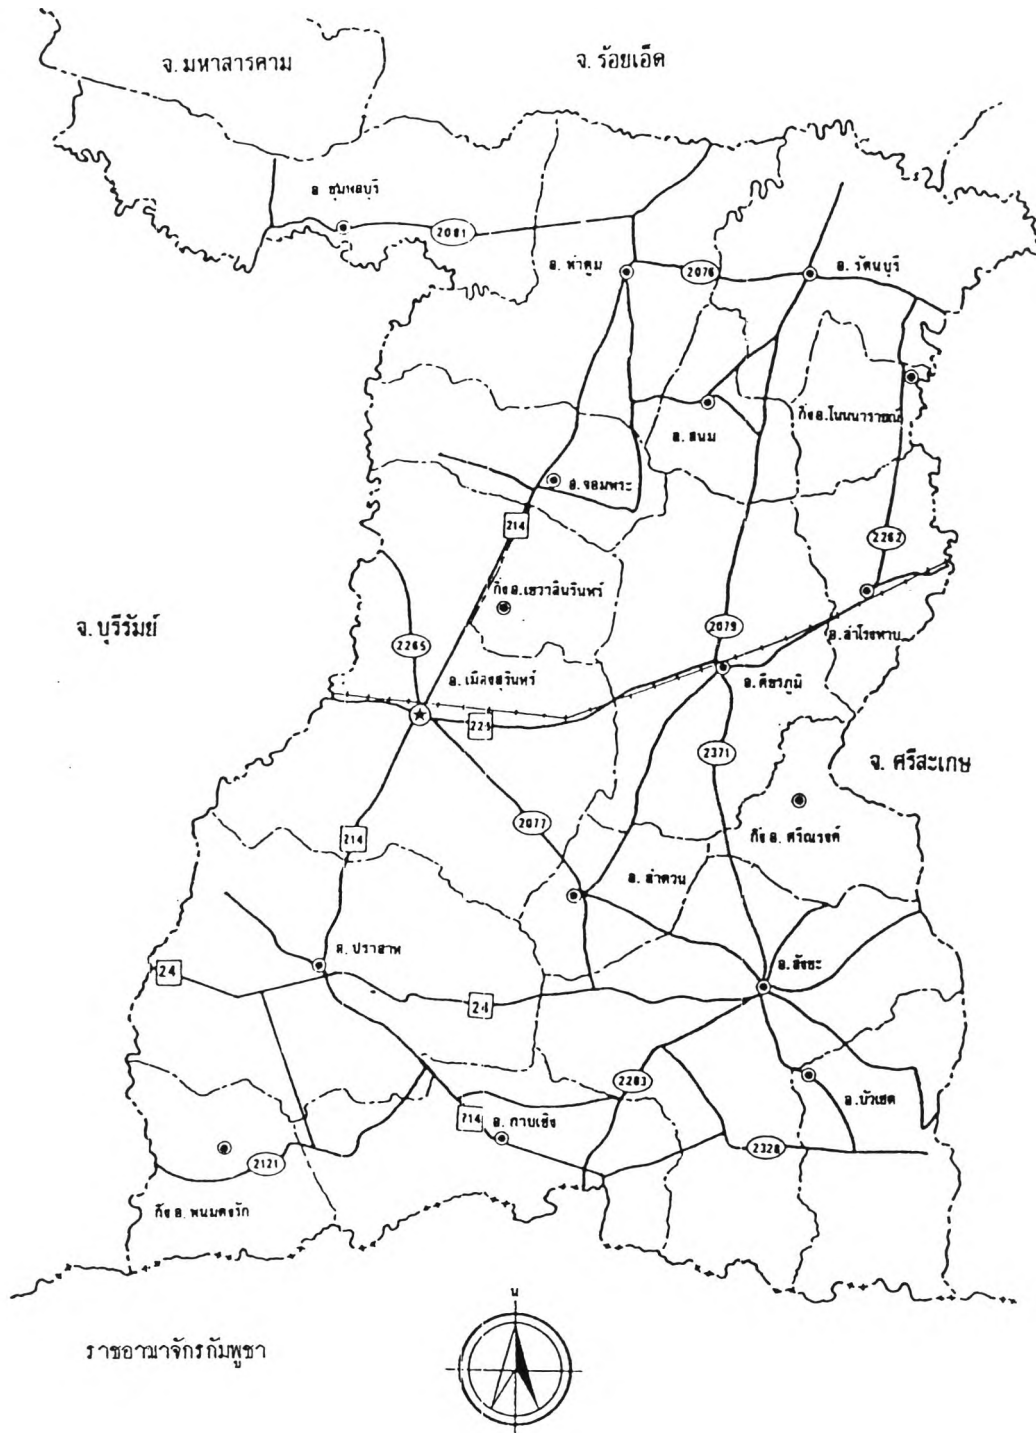 จ. มหาสารคาม
จ. ร้อยเอ็ด
อ ชุมพลบุรี
2081
อ. ท่าตูม
2076
อ. รัตนบุรี
กิ่ง อ.โนนนารายณ์
อ. สนม
อ.จอมพระ
214
2262
กิ่ง อ.เขวาสินรินทร์
จ. บุรีรัมย์
2265
2079
อ.สำโรงทาบ
อ.เมืองสุรินทร์
อ.ศีขรภูมิ
226
2371
จ. ศรีสะเกษ
2077
214
กิ่ง อ. ศรีณรงค์
อ. ลำดวน
อ. ปราสาท
อ. สังขะ
24
24
2283
อ.บัวเชด
214
อ. กาบเชิง
2328
2121
กิ่ง อ. พนมดงรัก
น
ราชอาณาจักรกัมพูชา